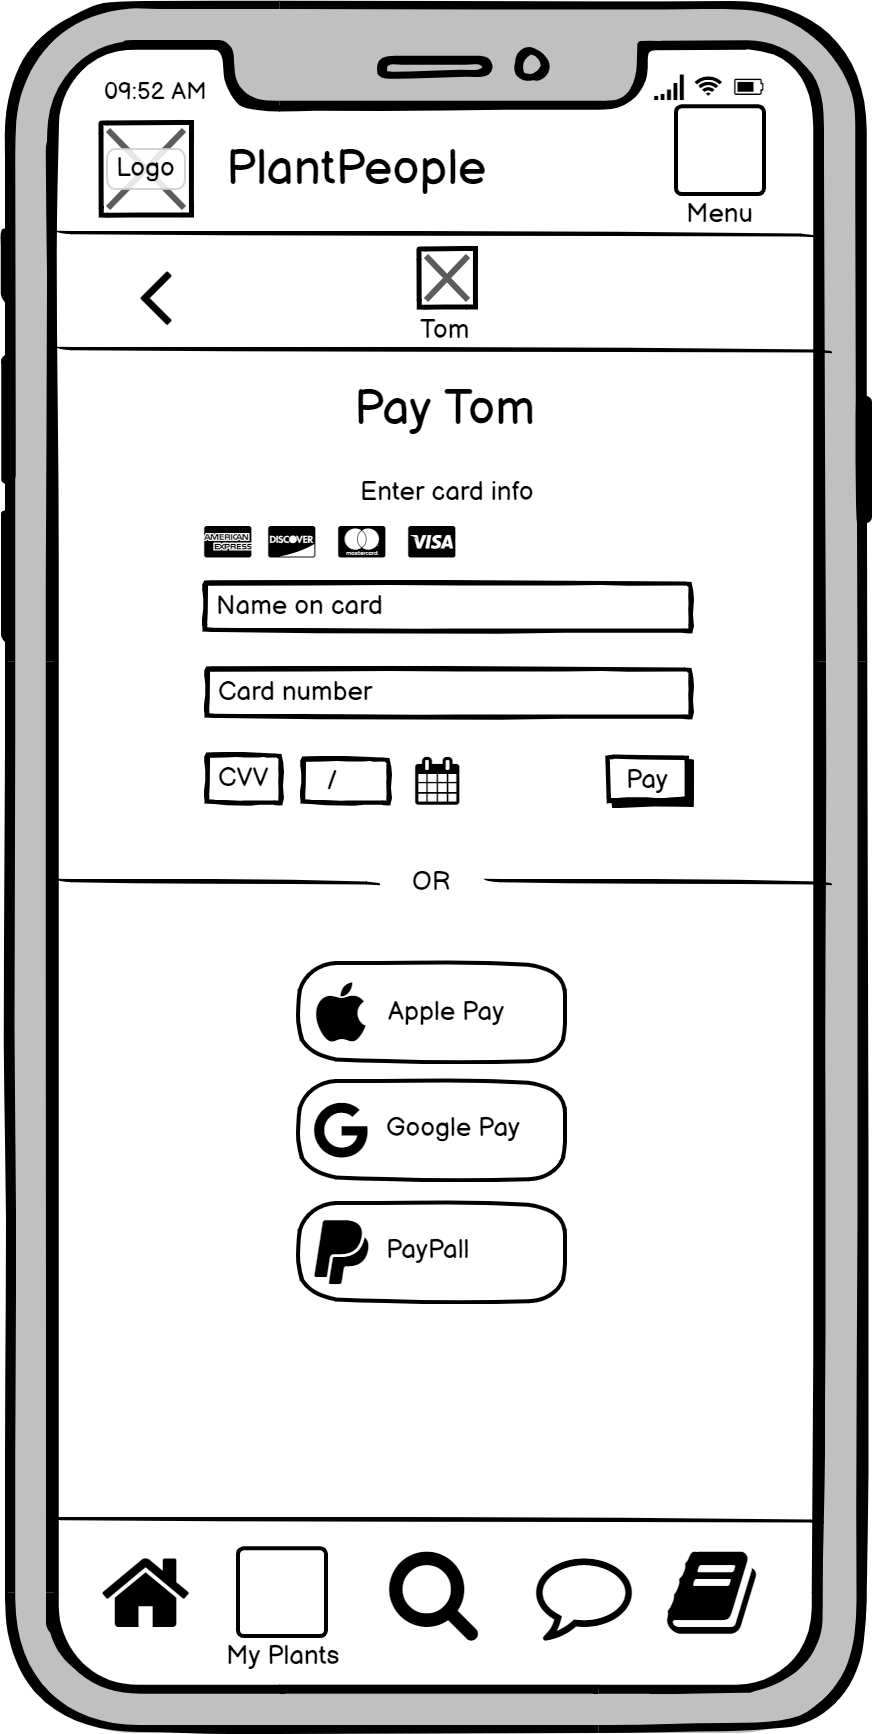 09:52 AM
Logo
PlantPeople
Menu
Tom
Pay Tom
Enter card info
AMERICAN EXPRESS DISCOVER mastercard. VISA
Name on card
Card number
CVV / Pay
OR
Apple Pay
Google Pay
PayPall
My Plants